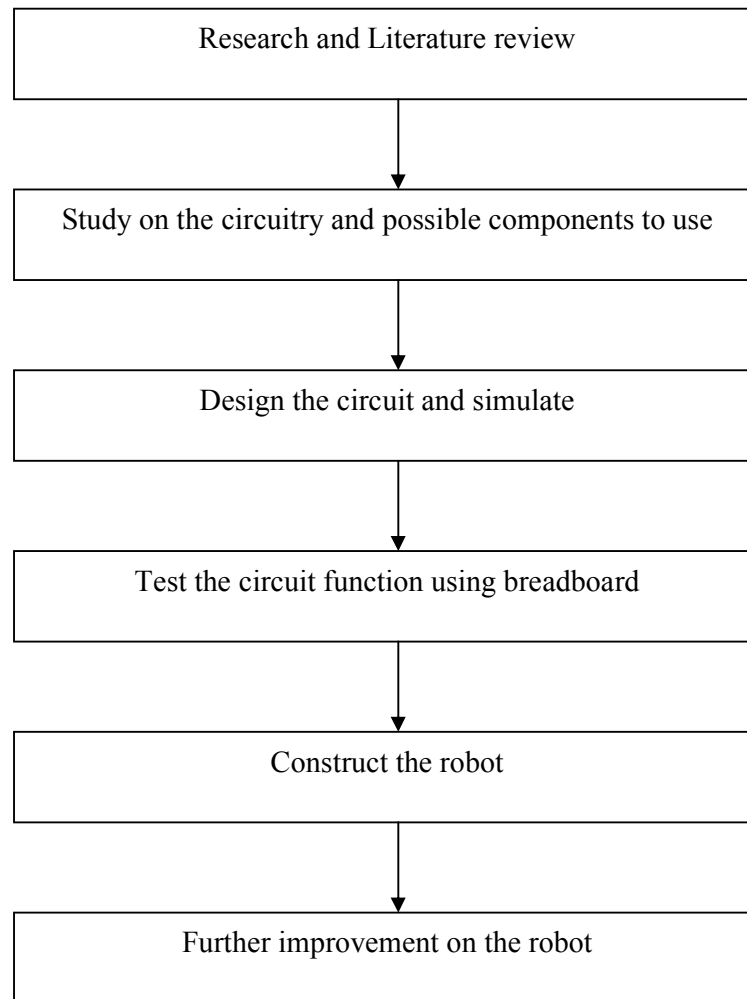 Research and Literature review
Study on the circuitry and possible components to use
Design the circuit and simulate
Test the circuit function using breadboard
Construct the robot
Further improvement on the robot